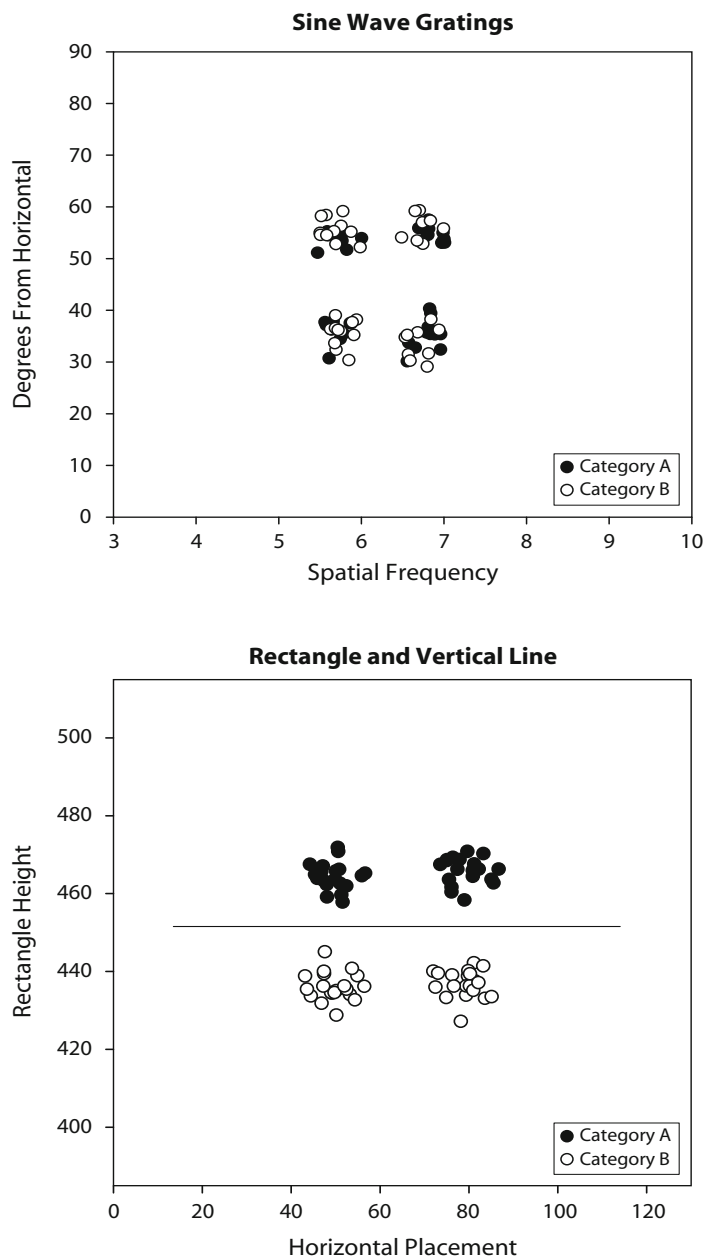 Sine Wave Gratings
90
80
70
60
50
40
30
20
10
0
Degrees From Horizontal
Category A
Category B
3 4 5 6 7 8 9 10
Spatial Frequency
Rectangle and Vertical Line
500
480
460
440
420
400
Rectangle Height
Category A
Category B
0 20 40 60 80 100 120
Horizontal Placement